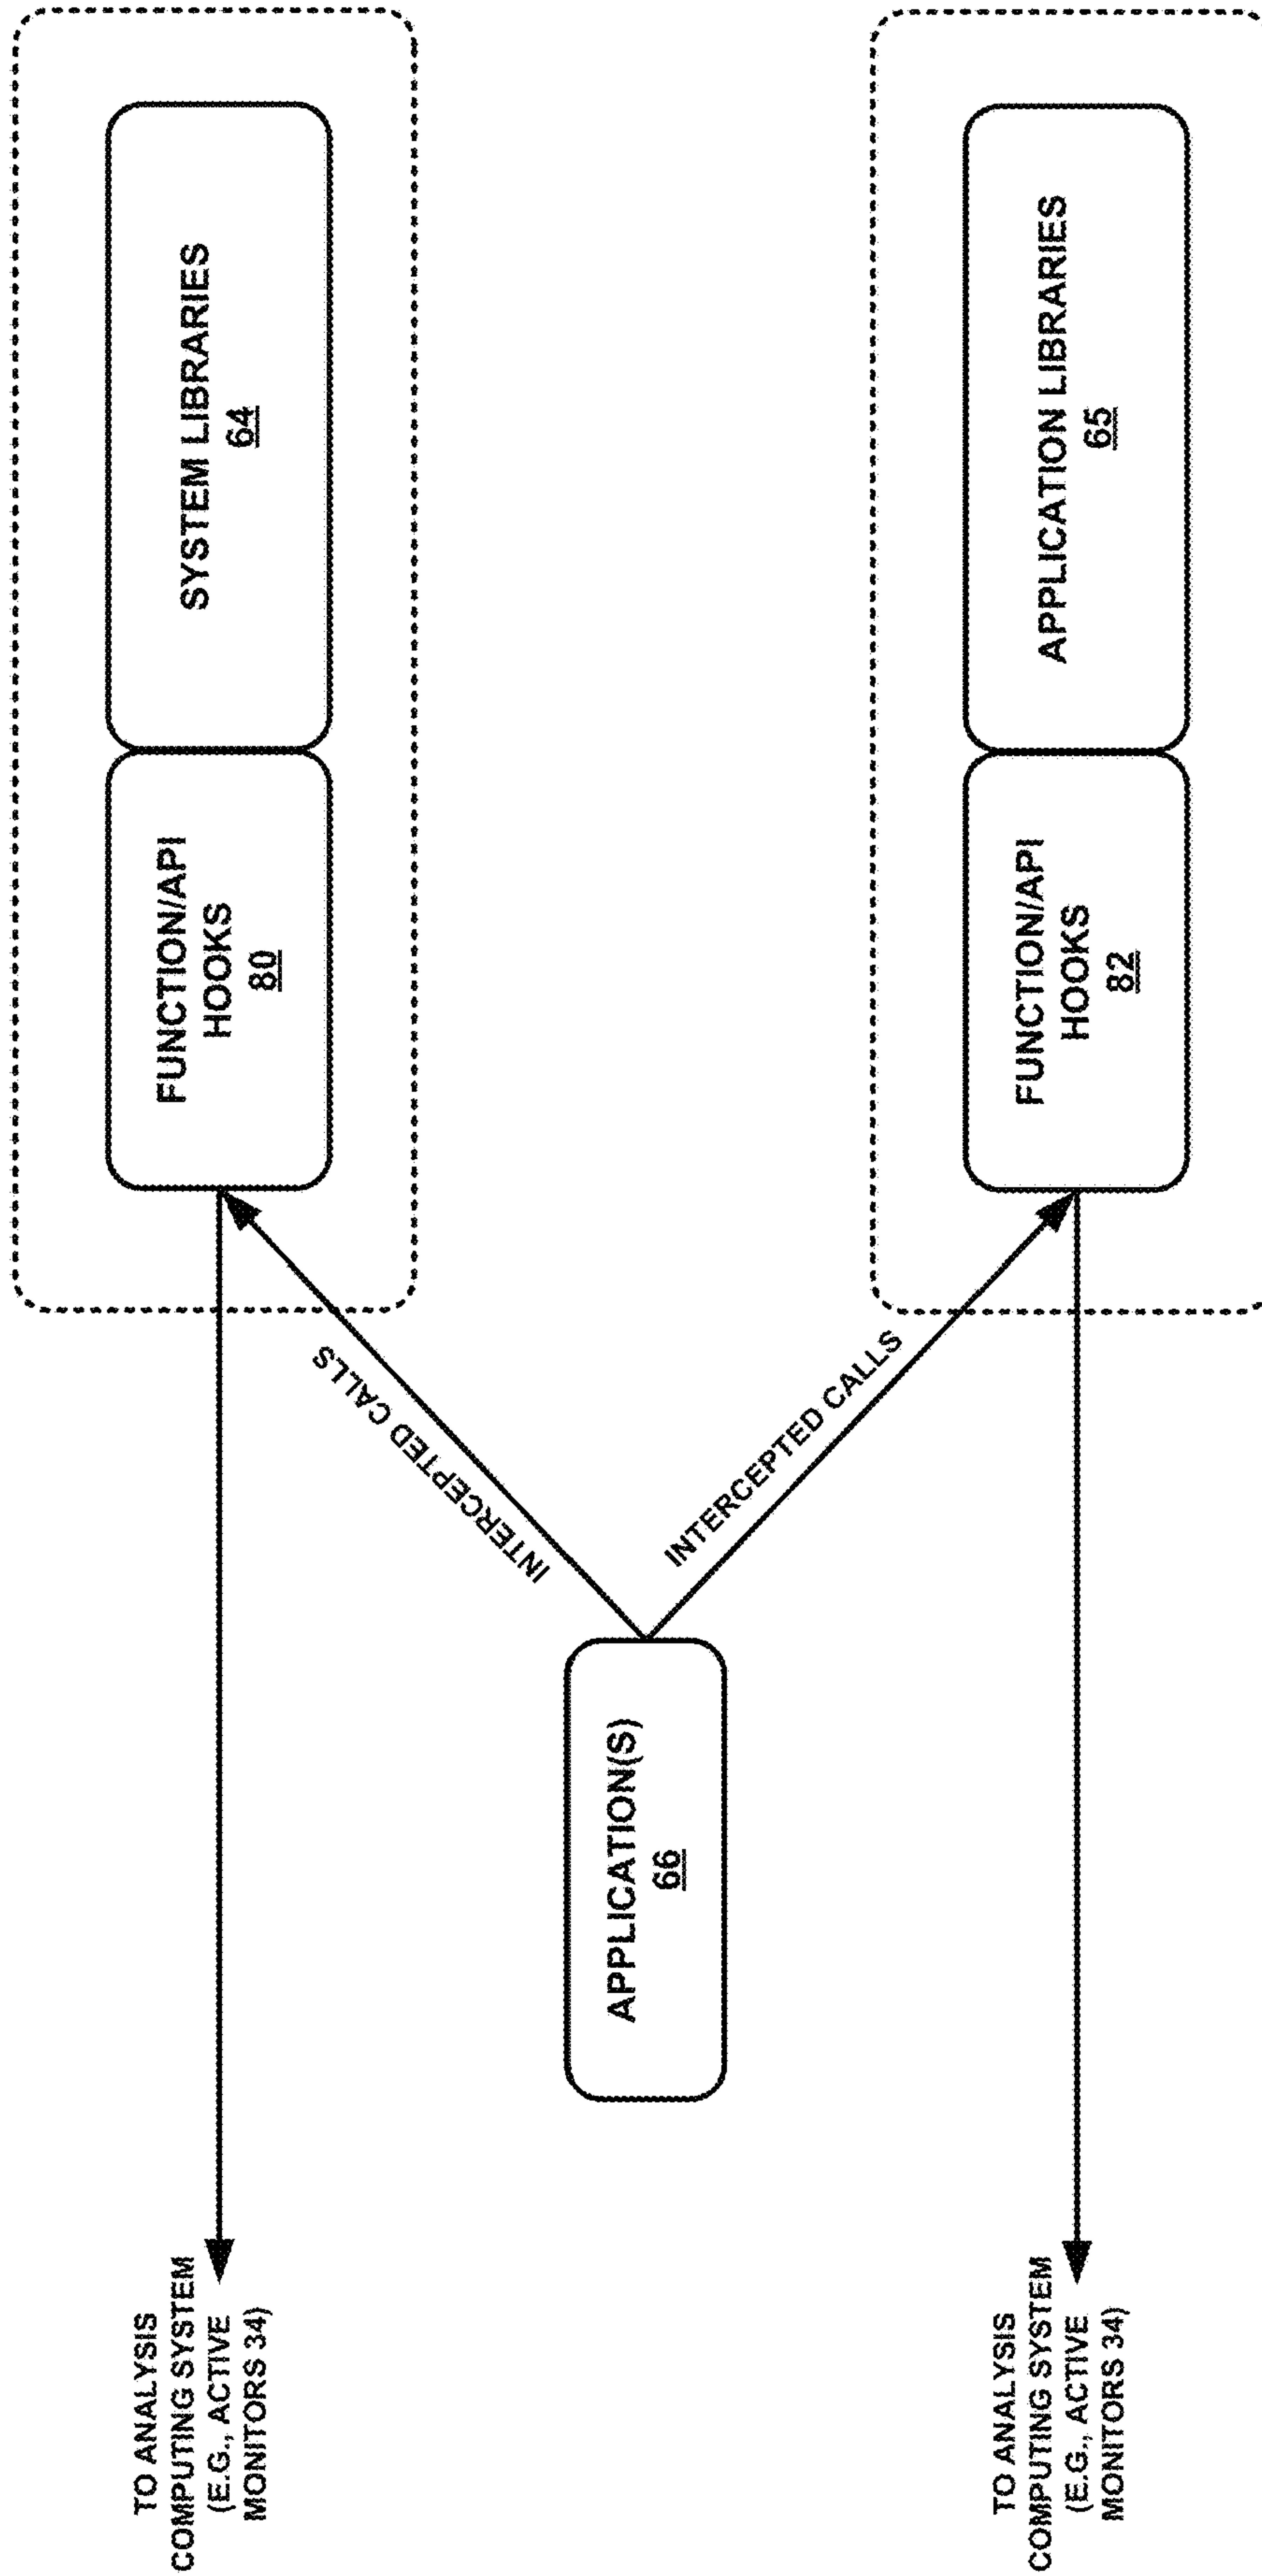 SYSTEM LIBRARIES
64
FUNCTION/API
HOOKS
80
INTERCEPTED CALLS
TO ANALYSIS
COMPUTING SYSTEM
(E.G., ACTIVE
MONITORS 34)
APPLICATION(S)
66
INTERCEPTED CALLS
APPLICATION LIBRARIES
65
FUNCTION/API
HOOKS
82
TO ANALYSIS
COMPUTING SYSTEM
(E.G., ACTIVE
MONITORS 34)